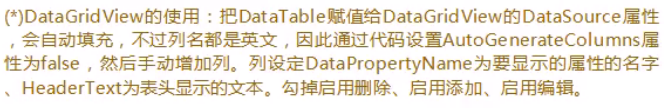 (*)DataGridView的使用：把DataTable赋值给DataGridView的DataSource属性
，会自动填充，不过列名都是英文，因此通过代码设置AutoGenerateColumns属
性为false，然后手动增加列。列设定DataPropertyName为要显示的属性的名字
、HeaderText为表头显示的文本。勾掉启用删除、启用添加、启用编辑。